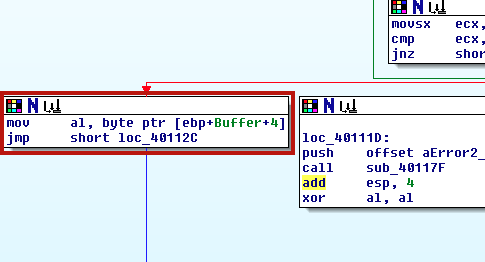 movsx   ecx,
cmp     ecx,
jnz     shor
mov     al, byte ptr [ebp+Buffer+4]
jmp     short loc_40112C
loc_40111D:
push    offset aError2_
call    sub_40117F
add     esp, 4
xor     al, al